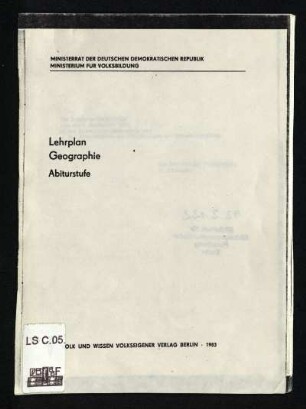 MINISTERRAT DER DEUTSCHEN DEMOKRATISCHEN REPUBLIK
MINISTERIUM FÜR VOLKSBILDUNG
Lehrplan
Geographie
Abiturstufe
LS C.05
OLK UND WISSEN VOLKSEIGENER VERLAG BERLIN · 1983